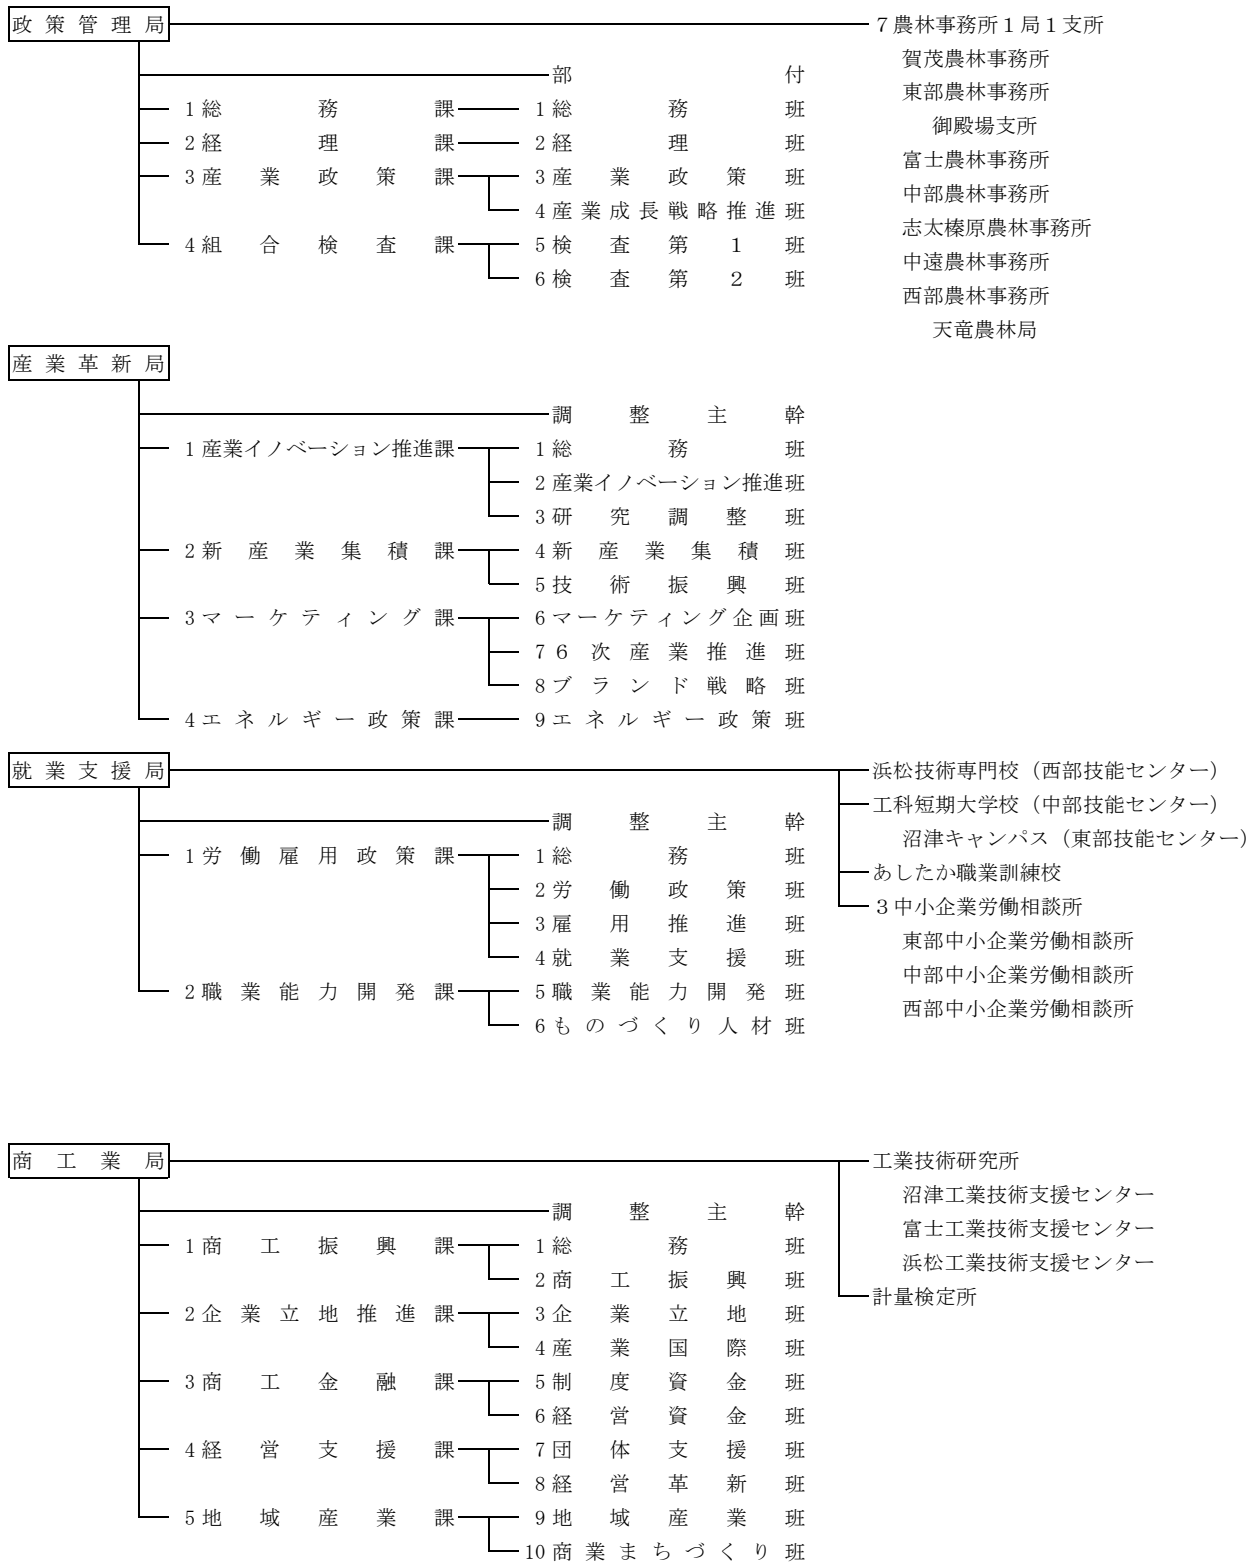 政策管理局 7農林事務所1局1支所
賀茂農林事務所
部付 東部農林事務所
1総務課 1総務班 御殿場支所
2経理課 2経理班 富士農林事務所
3産業政策課 3産業政策班 中部農林事務所
4産業成長戦略推進班 志太榛原農林事務所
4組合検査課 5検査第1班 中遠農林事務所
6検査第2班 西部農林事務所
天竜農林局
産業革新局
調整主幹
1産業イノベーション推進課 1総務班
2産業イノベーション推進班
3研究調整班
2新産業集積課 4新産業集積班
5技術振興班
3マーケティング課 6マーケティング企画班
7 6次産業推進班
8ブランド戦略班
4エネルギー政策課 9エネルギー政策班
就業支援局 浜松技術専門校（西部技能センター）
工科短期大学校（中部技能センター）
調整主幹 沼津キャンパス（東部技能センター）
1労働雇用政策課 1総務班 あしたか職業訓練校
2労働政策班 3中小企業労働相談所
3雇用推進班 東部中小企業労働相談所
4就業支援班 中部中小企業労働相談所
2職業能力開発課 5職業能力開発班 西部中小企業労働相談所
6ものづくり人材班
商工業局 工業技術研究所
沼津工業技術支援センター
調整主幹 富士工業技術支援センター
1商工振興課 1総務班 浜松工業技術支援センター
2商工振興班 計量検定所
2企業立地推進課 3企業立地班
4産業国際班
3商工金融課 5制度資金班
6経営資金班
4経営支援課 7団体支援班
8経営革新班
5地域産業課 9地域産業班
10商業まちづくり班